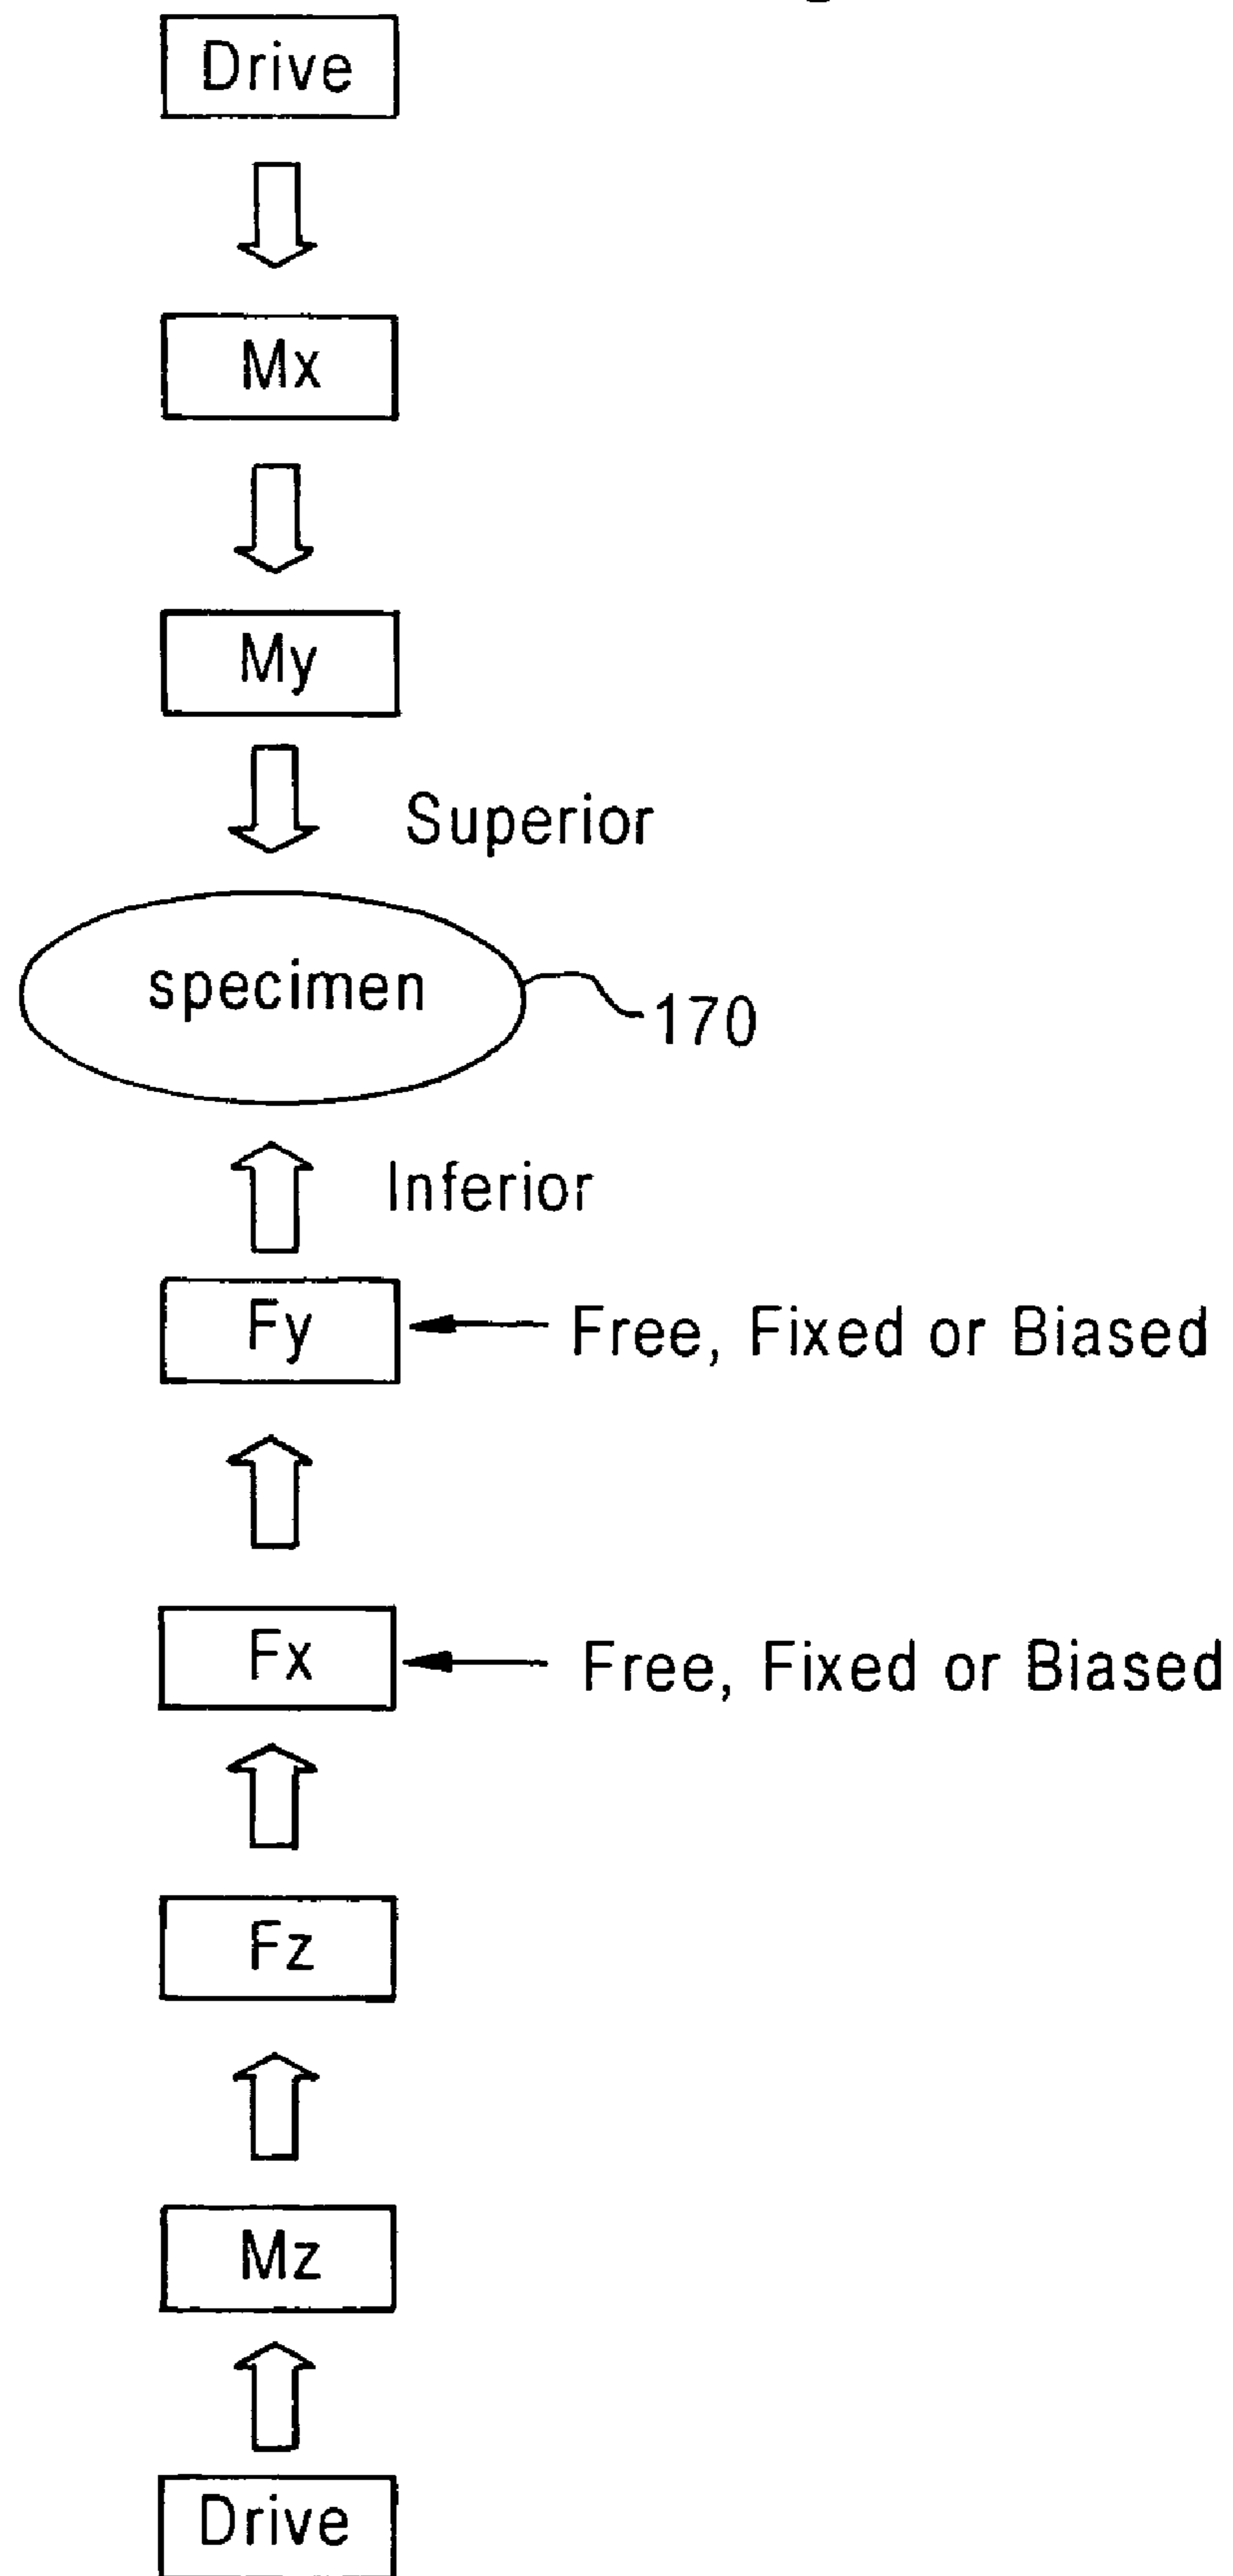 Drive
Mx
My
Superior
specimen
170
Inferior
Fy
Free, Fixed or Biased
Fx
Free, Fixed or Biased
Fz
Mz
Drive